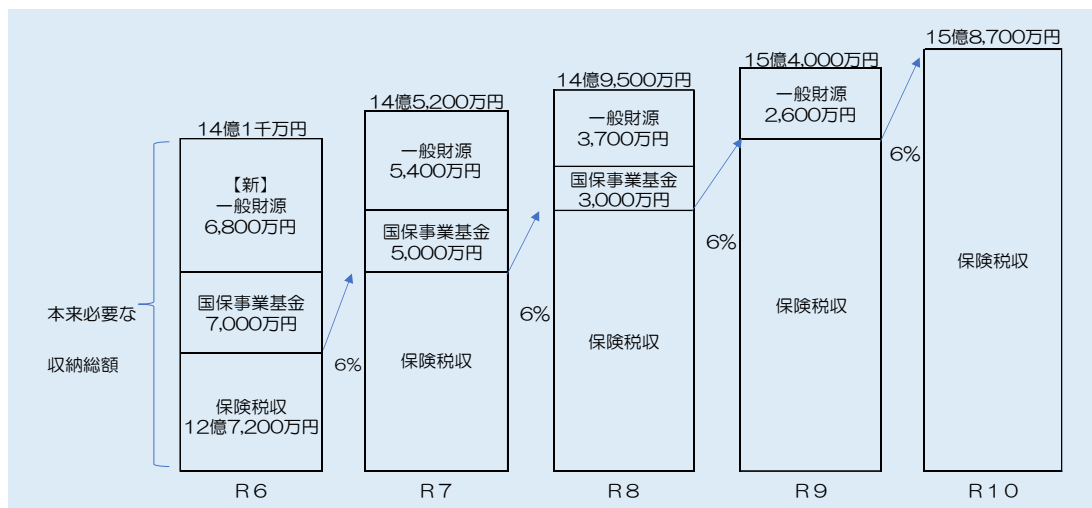 14億1千万円
【新】
一般財源
6,800万円
国保事業基金
7,000万円
保険税収
12億7,200万円
本来必要な
収納総額
R6
6%
14億5,200万円
一般財源
5,400万円
国保事業基金
5,000万円
保険税収
R7
6%
14億9,500万円
一般財源
3,700万円
国保事業基金
3,000万円
保険税収
R8
6%
15億4,000万円
一般財源
2,600万円
保険税収
R9
6%
15億8,700万円
保険税収
R10